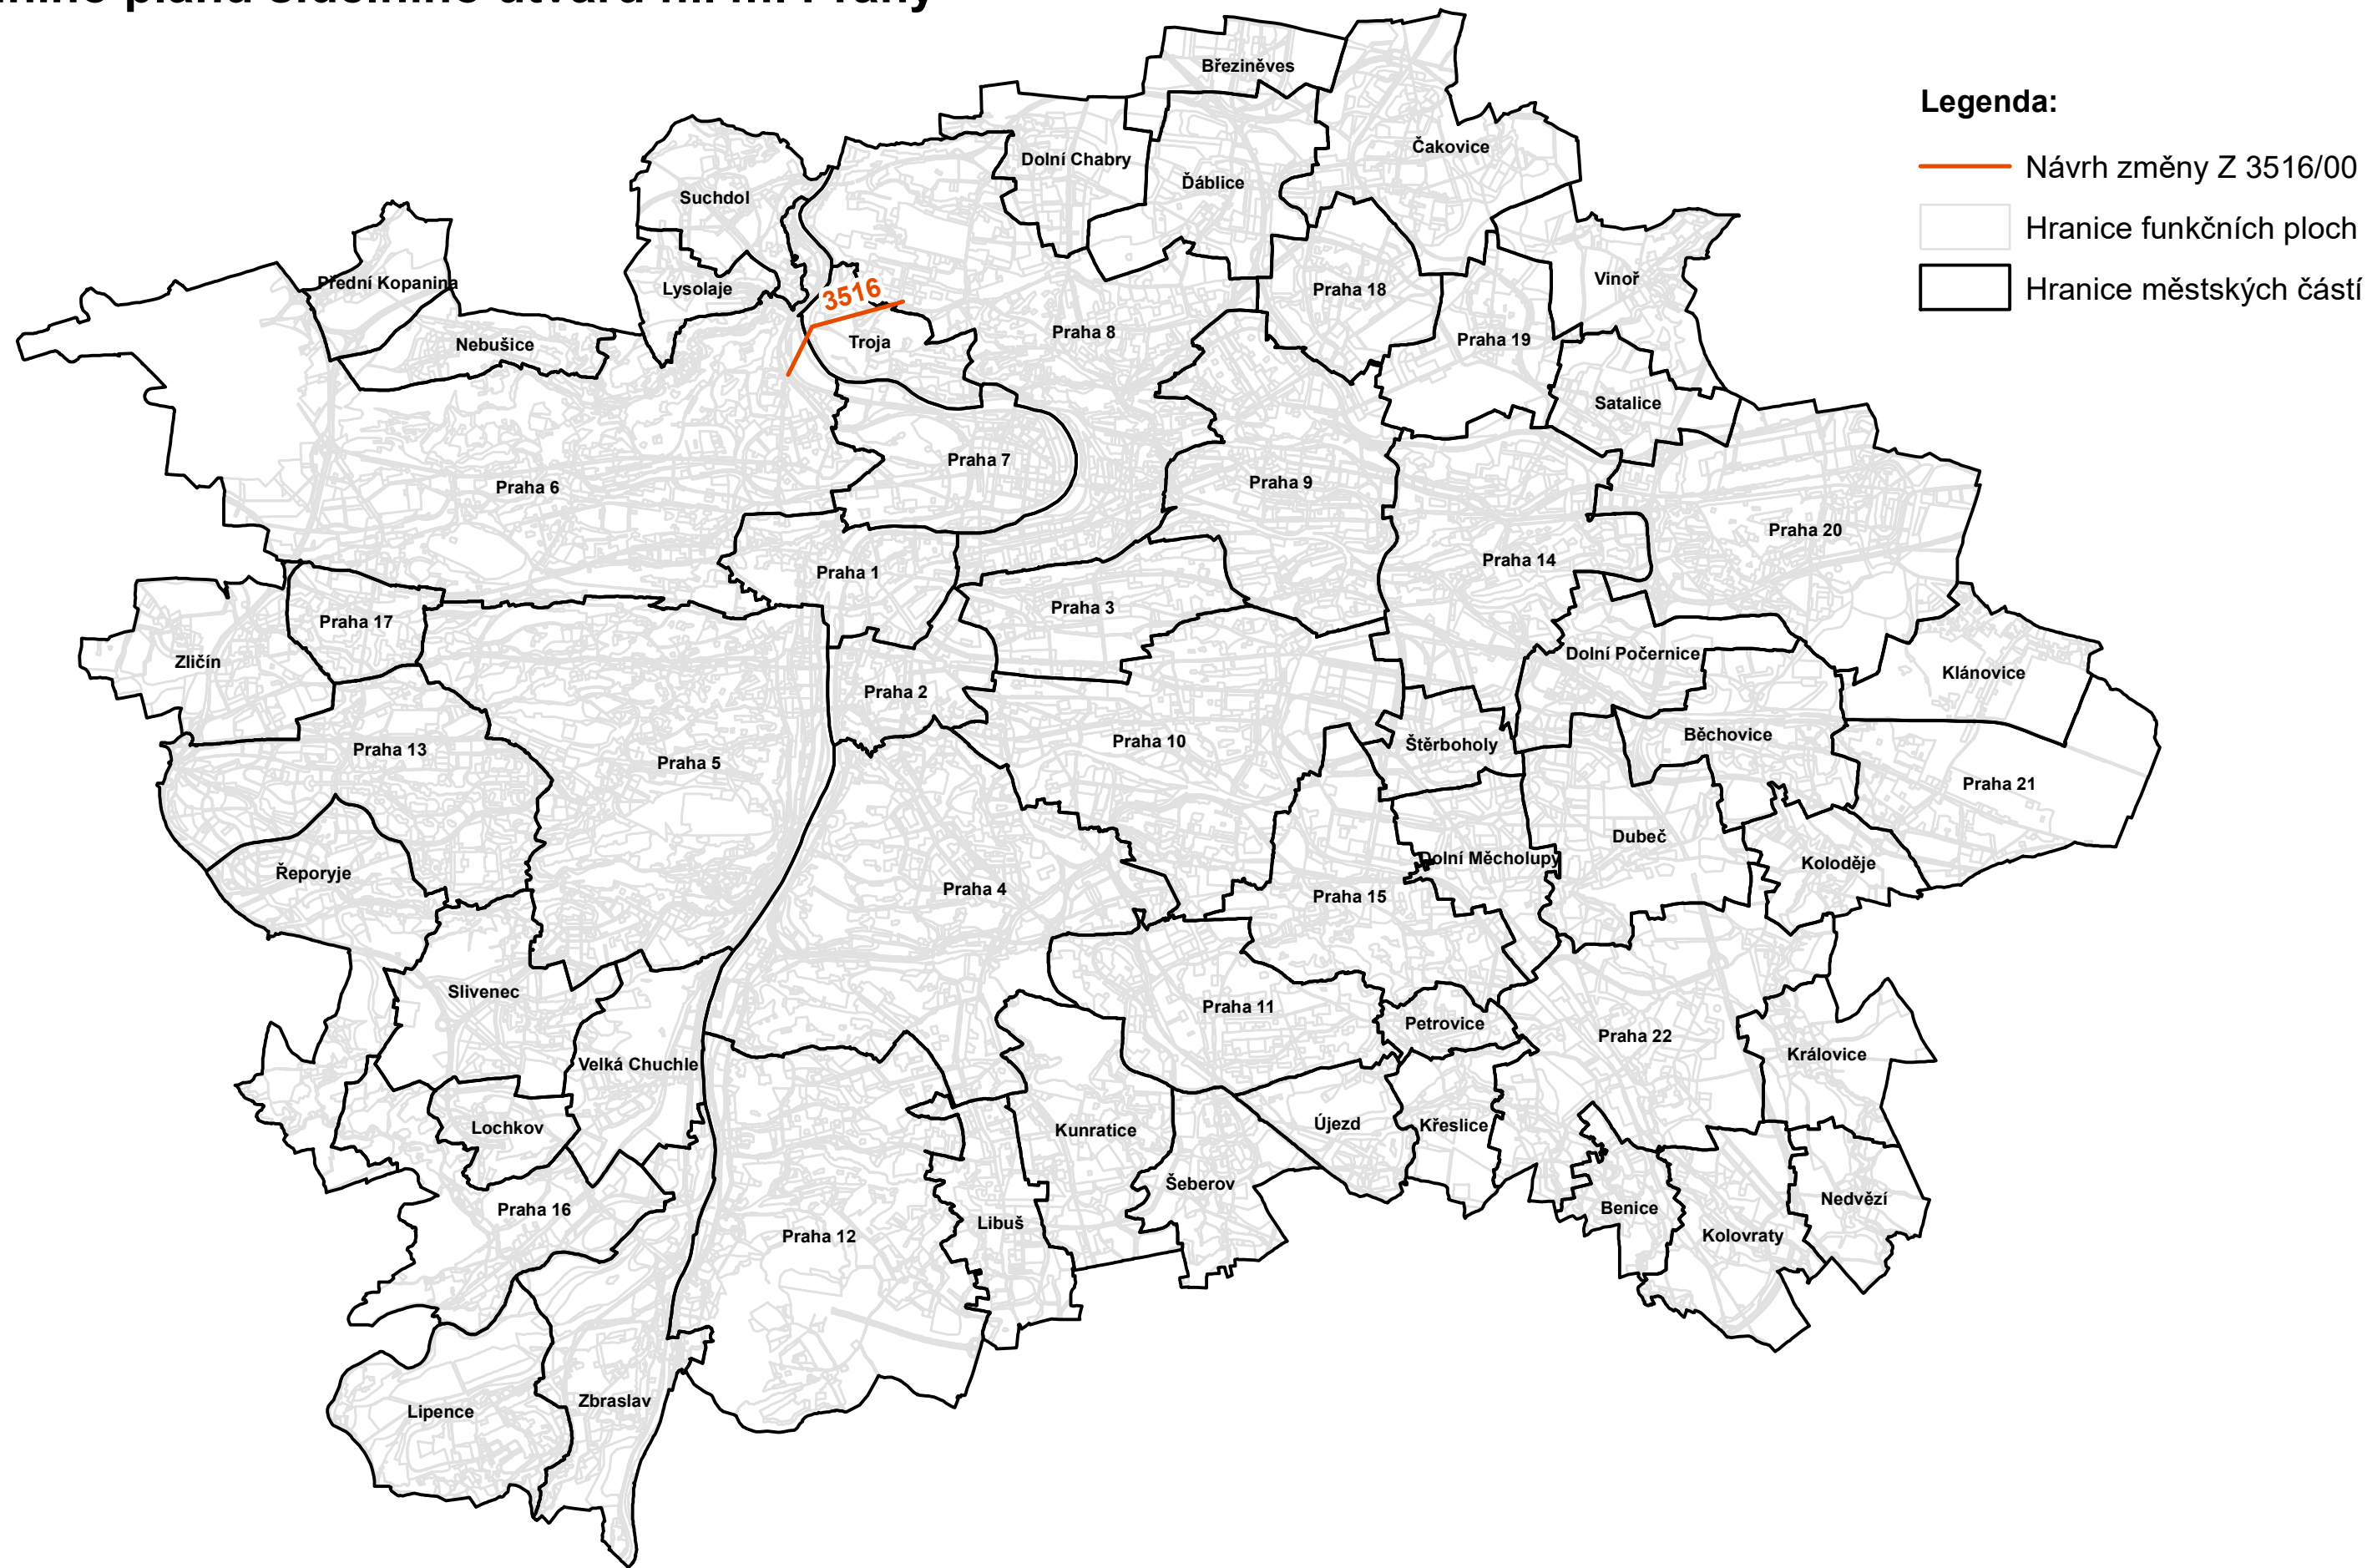 Březiněves
Legenda:
Čakovice
Dolní Chabry
Návrh změny Z 3516/00
Ďáblice
Suchdol
Hranice funkčních ploch
Přední Kopanina
Vinoř
Lysolaje
3516
Praha 18
Hranice městských částí
Nebušice
Troja
Praha 8
Praha 19
Satalice
Praha 7
Praha 6
Praha 9
Praha 20
Praha 1
Praha 14
Praha 3
Praha 17
Zličín
Dolní Počernice
Klánovice
Praha 2
Praha 13
Praha 5
Praha 10
Štěrboholy
Běchovice
Praha 21
Řeporyje
Praha 4
Praha 15
Dolní Měcholupy
Dubeč
Koloděje
Slivenec
Praha 11
Petrovice
Praha 22
Královice
Velká Chuchle
Lochkov
Kunratice
Újezd
Křeslice
Šeberov
Praha 16
Praha 12
Libuš
Benice
Nedvězí
Kolovraty
Lipence
Zbraslav